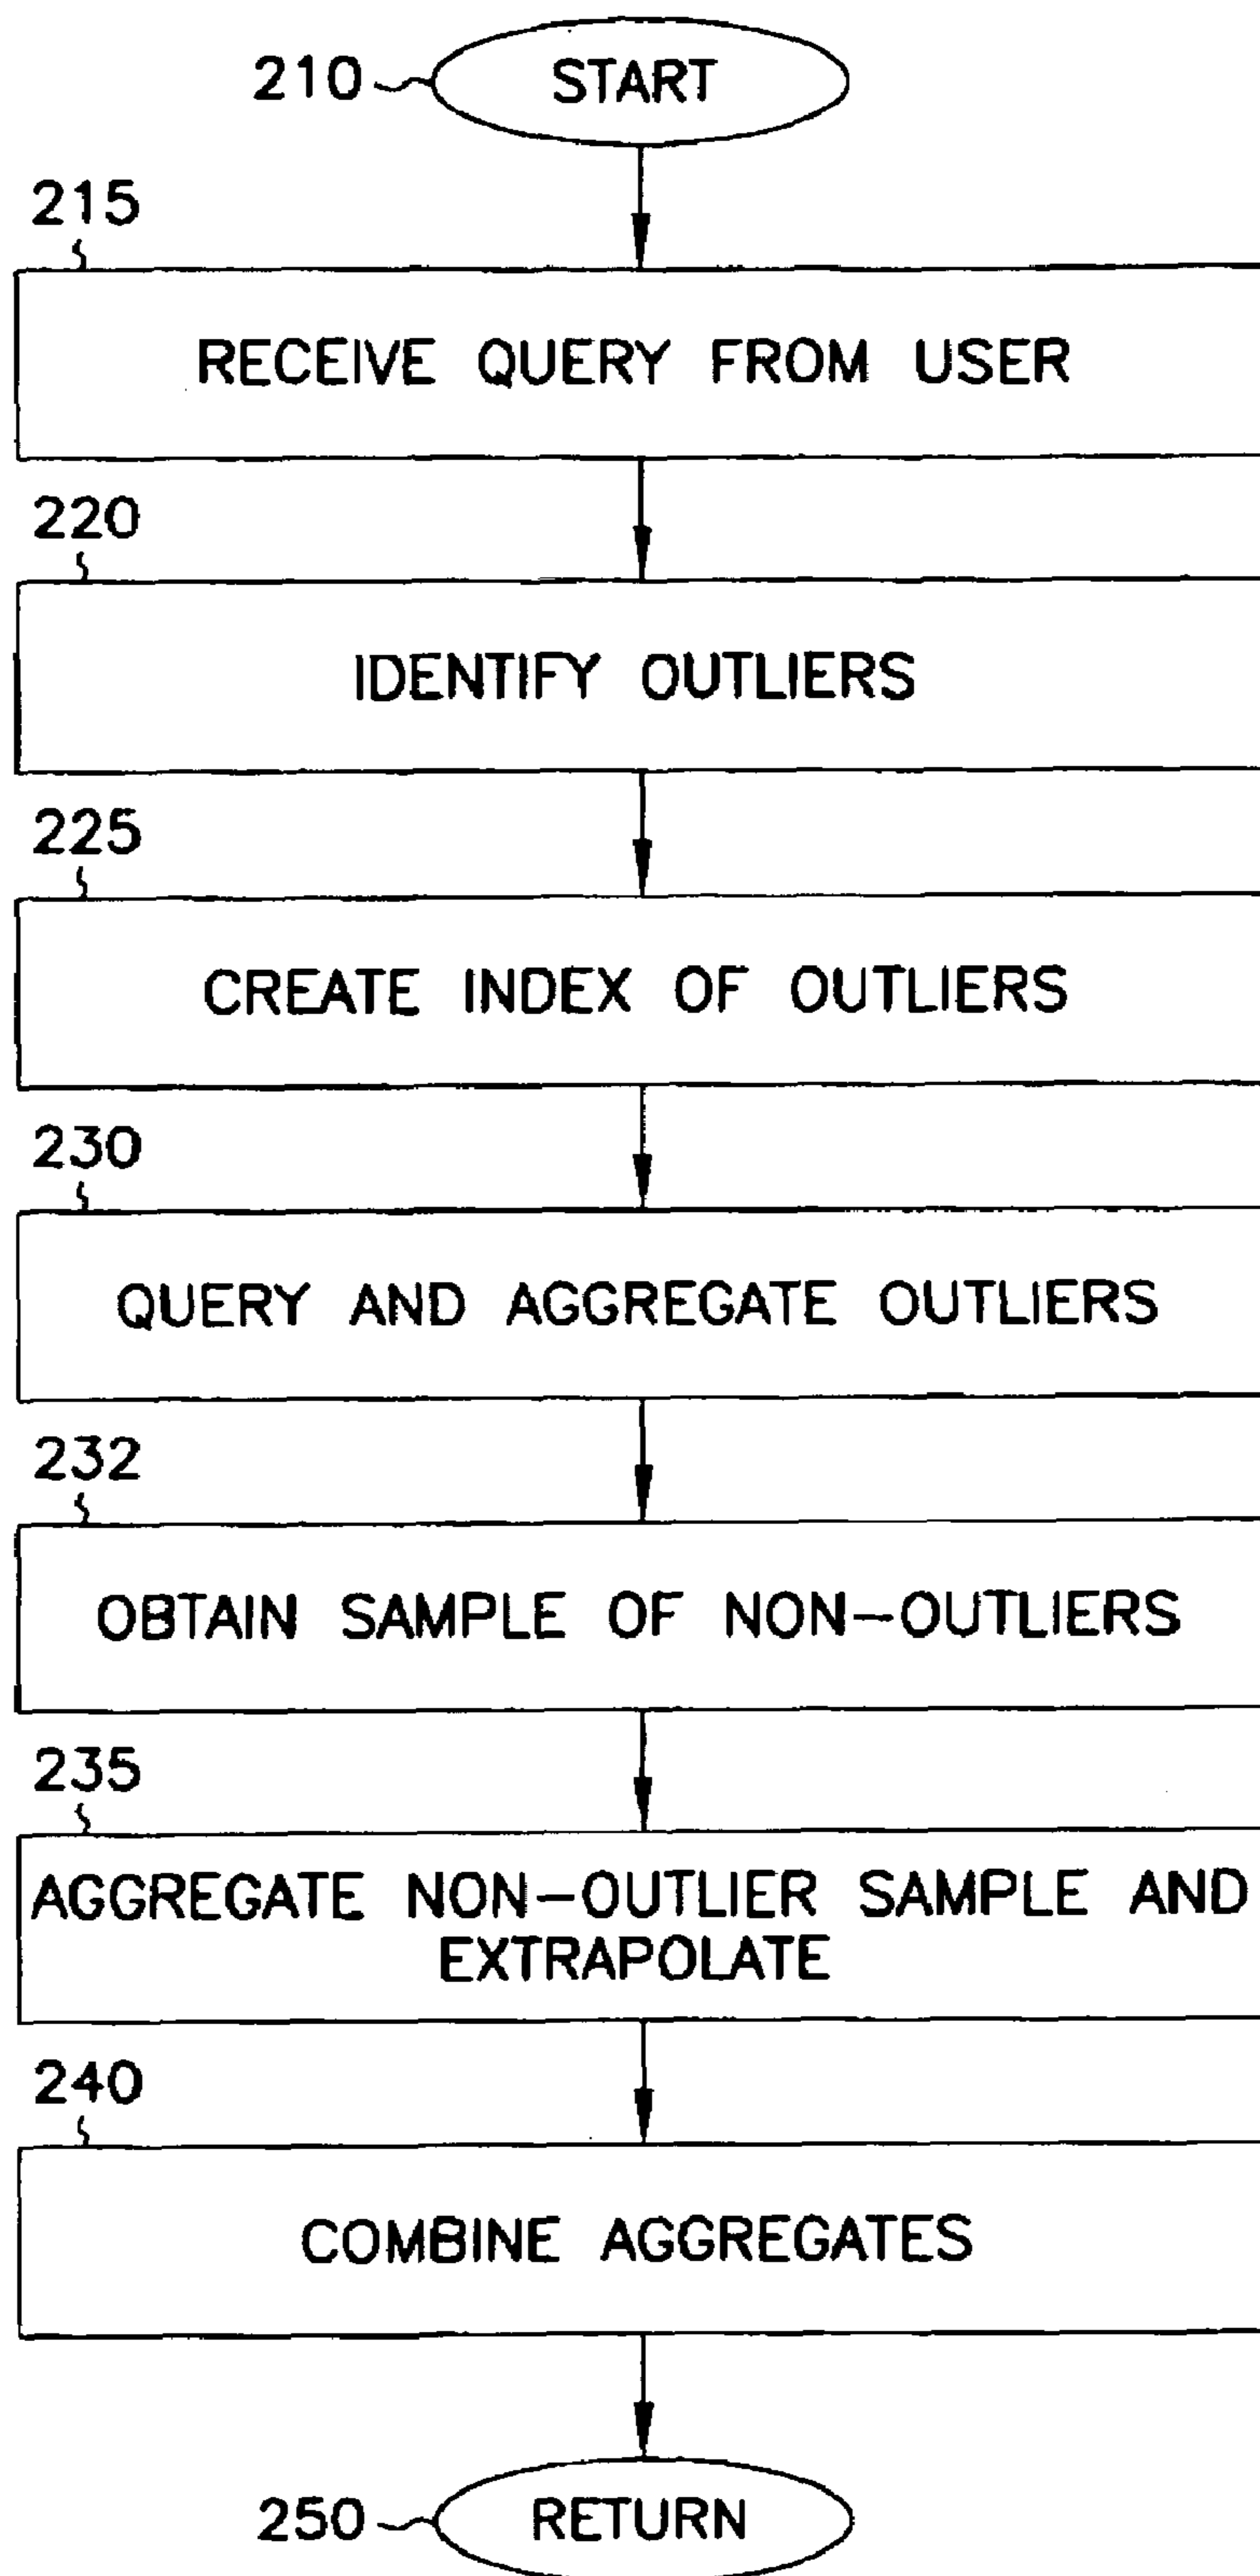 210
START
215
RECEIVE QUERY FROM USER
220
IDENTIFY OUTLIERS
225
CREATE INDEX OF OUTLIERS
230
QUERY AND AGGREGATE OUTLIERS
232
OBTAIN SAMPLE OF NON-OUTLIERS
235
AGGREGATE NON-OUTLIER SAMPLE AND
EXTRAPOLATE
240
COMBINE AGGREGATES
250
RETURN